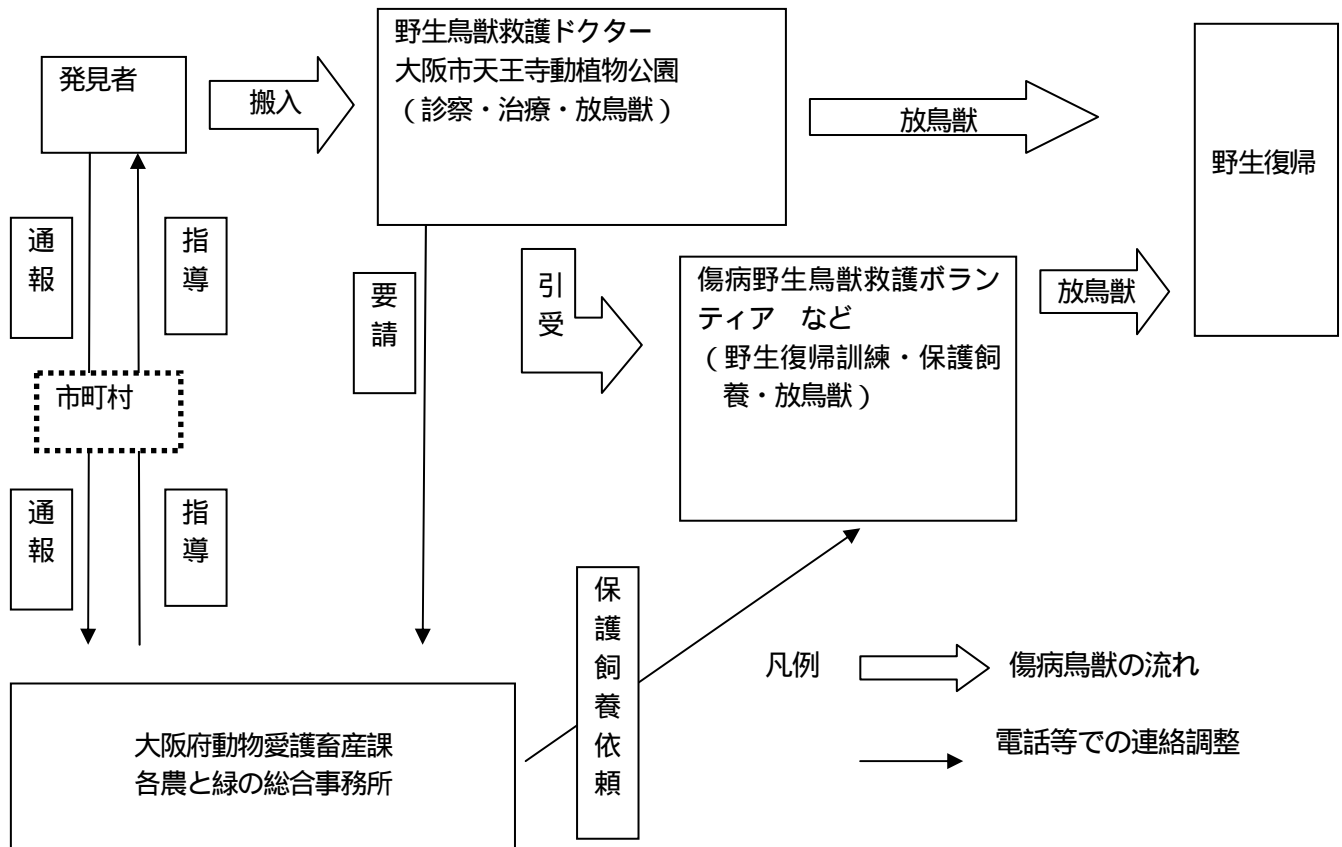 野生鳥獣救護ドクター
大阪市天王寺動植物公園
（診察・治療・放鳥獣）
発見者
搬入
放鳥獣
野生復帰
通報
指導
要請
引受
傷病野生鳥獣救護ボラン
ティア　など
（野生復帰訓練・保護飼
養・放鳥獣）
放鳥獣
市町村
通報
指導
保護飼養依頼
凡例
傷病鳥獣の流れ
電話等での連絡調整
大阪府動物愛護畜産課
各農と緑の総合事務所